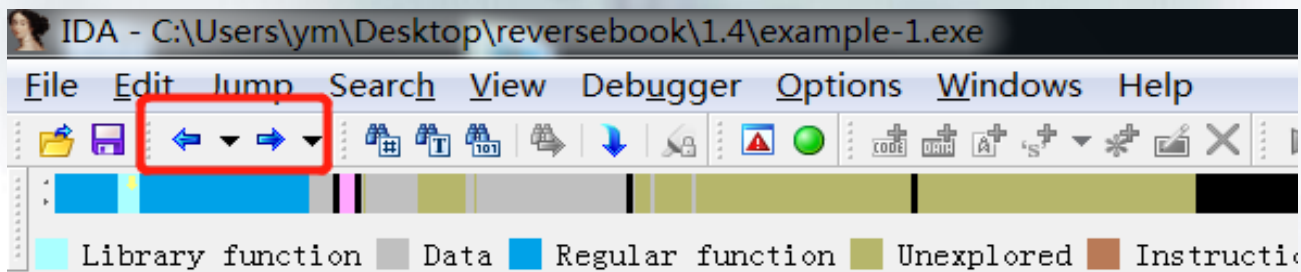 IDA - C:\Users\ym\Desktop\reversebook\1.4\example-1.exe
File Edit Jump Search View Debugger Options Windows Help
Library function Data Regular function Unexplored